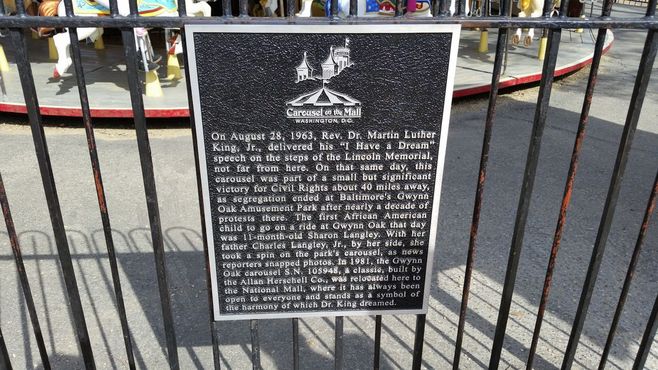 Carousel on the Mall
WASHINGTON, D.C.
On August 28, 1963, Rev. Dr. Martin Luther
King, Jr., delivered his "I Have a Dream"
speech on the steps of the Lincoln Memorial,
not far from here. On that same day, this
carousel was part of a small but significant
victory for Civil Rights about 40 miles away,
as segregation ended at Baltimore's Gwynn
Oak Amusement Park after nearly a decade of
protests there. The first African American
child to go on a ride at Gwynn Oak that day
was 11-month-old Sharon Langley. With her
father Charles Langley, Jr., by her side, she
took a spin on the park's carousel, as news
reporters snapped photos. In 1981, the Gwynn
Oak carousel S.N. 105948, a classic, built by
the Allan Herschell Co., was relocated here to
the National Mall, where it has always been
open to everyone and stands as a symbol of
the harmony of which Dr. King dreamed.